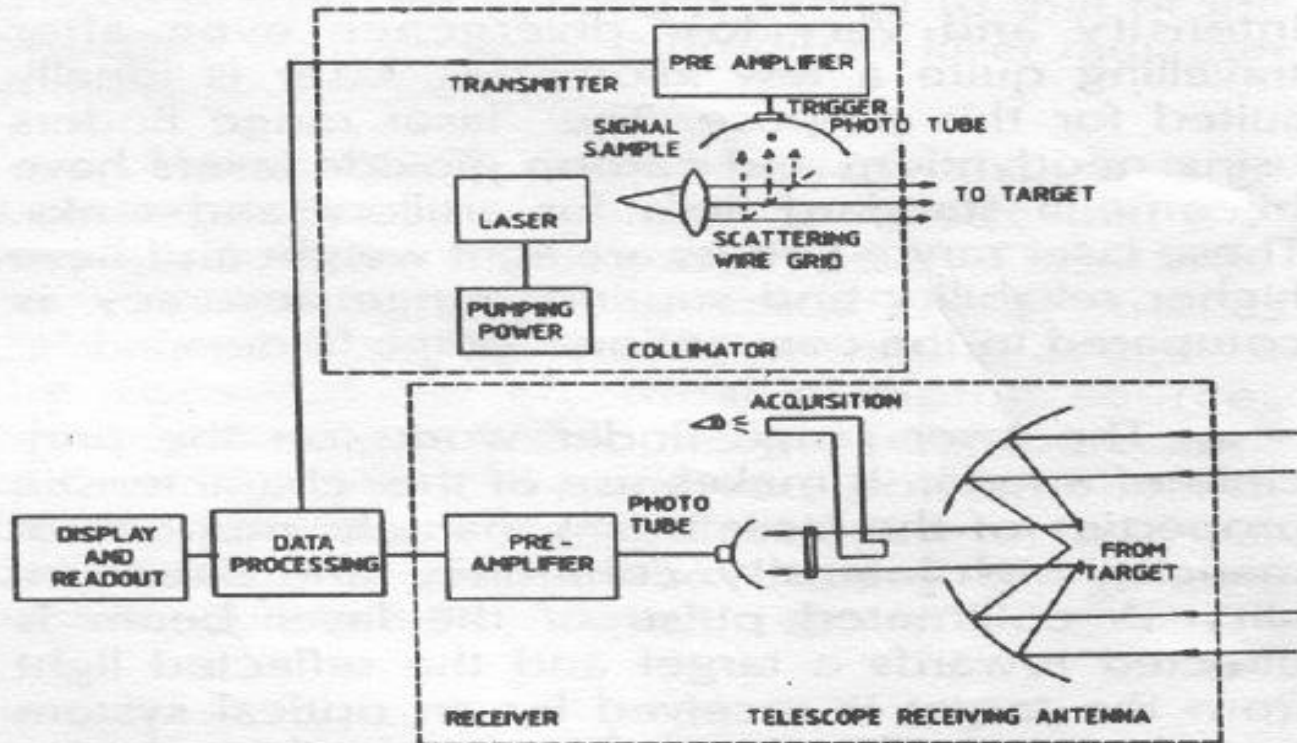 PRE AMPLIFIER
TRANSMITTER
TRIGGER
SIGNAL
SAMPLE
PHOTO TUBE
LASER
TO TARGET
SCATTERING
WIRE GRID
PUMPING
POWER
COLLIMATOR
ACQUISITION
PHOTO
TUBE
DISPLAY
AND
READOUT
DATA
PROCESSING
PRE-
AMPLIFIER
FROM
TARGET
RECEIVER
TELESCOPE RECEIVING ANTENNA